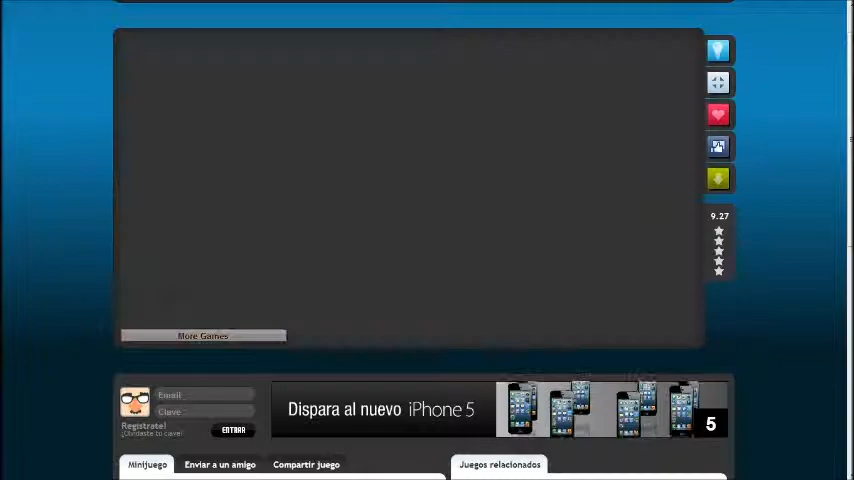 9.27
More Games
Email
Clave
Registrate!
¿Olvidaste tu clave?
ENTRAR
Dispara al nuevo iPhone 5
5
Minijuego
Enviar a un amigo
Compartir juego
Juegos relacionados